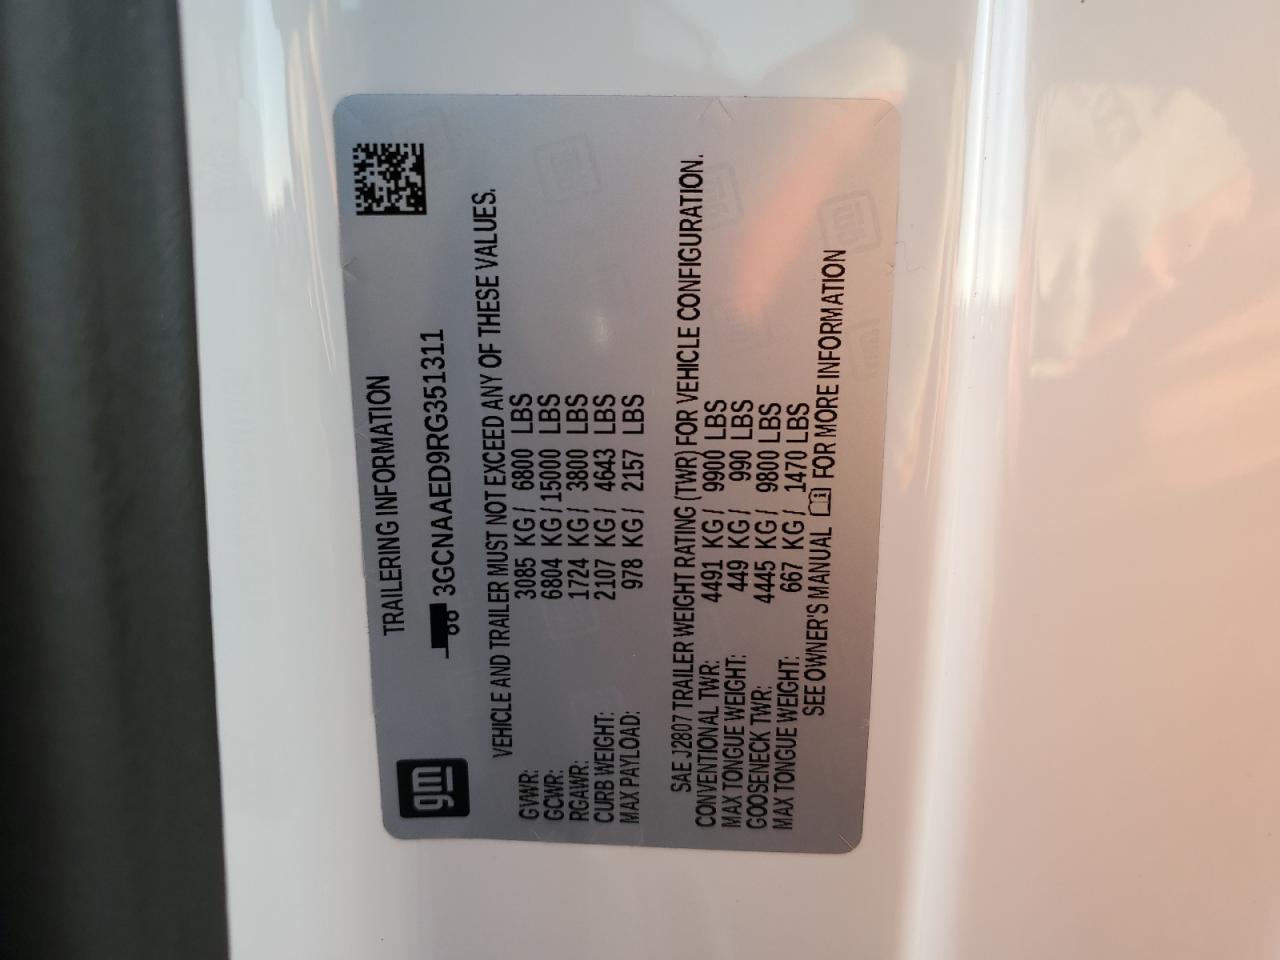 gm TRAILERING INFORMATION
3GCNAAED9RG351311
VEHICLE AND TRAILER MUST NOT EXCEED ANY OF THESE VALUES.
GVWR: 3085 KG/ 6800 LBS
GCWR: 6804 KG/15000 LBS
RGAWR: 1724 KG/ 3800 LBS
CURB WEIGHT: 2107 KG/ 4643 LBS
MAX PAYLOAD: 978 KG/ 2157 LBS
SAE J2807 TRAILER WEIGHT RATING (TWR) FOR VEHICLE CONFIGURATION.
CONVENTIONAL TWR: 4491 KG/ 9900 LBS
MAX TONGUE WEIGHT: 449 KG/ 990 LBS
GOOSENECK TWR: 4445 KG/ 9800 LBS
MAX TONGUE WEIGHT: 667 KG/ 1470 LBS
SEE OWNER'S MANUAL FOR MORE INFORMATION